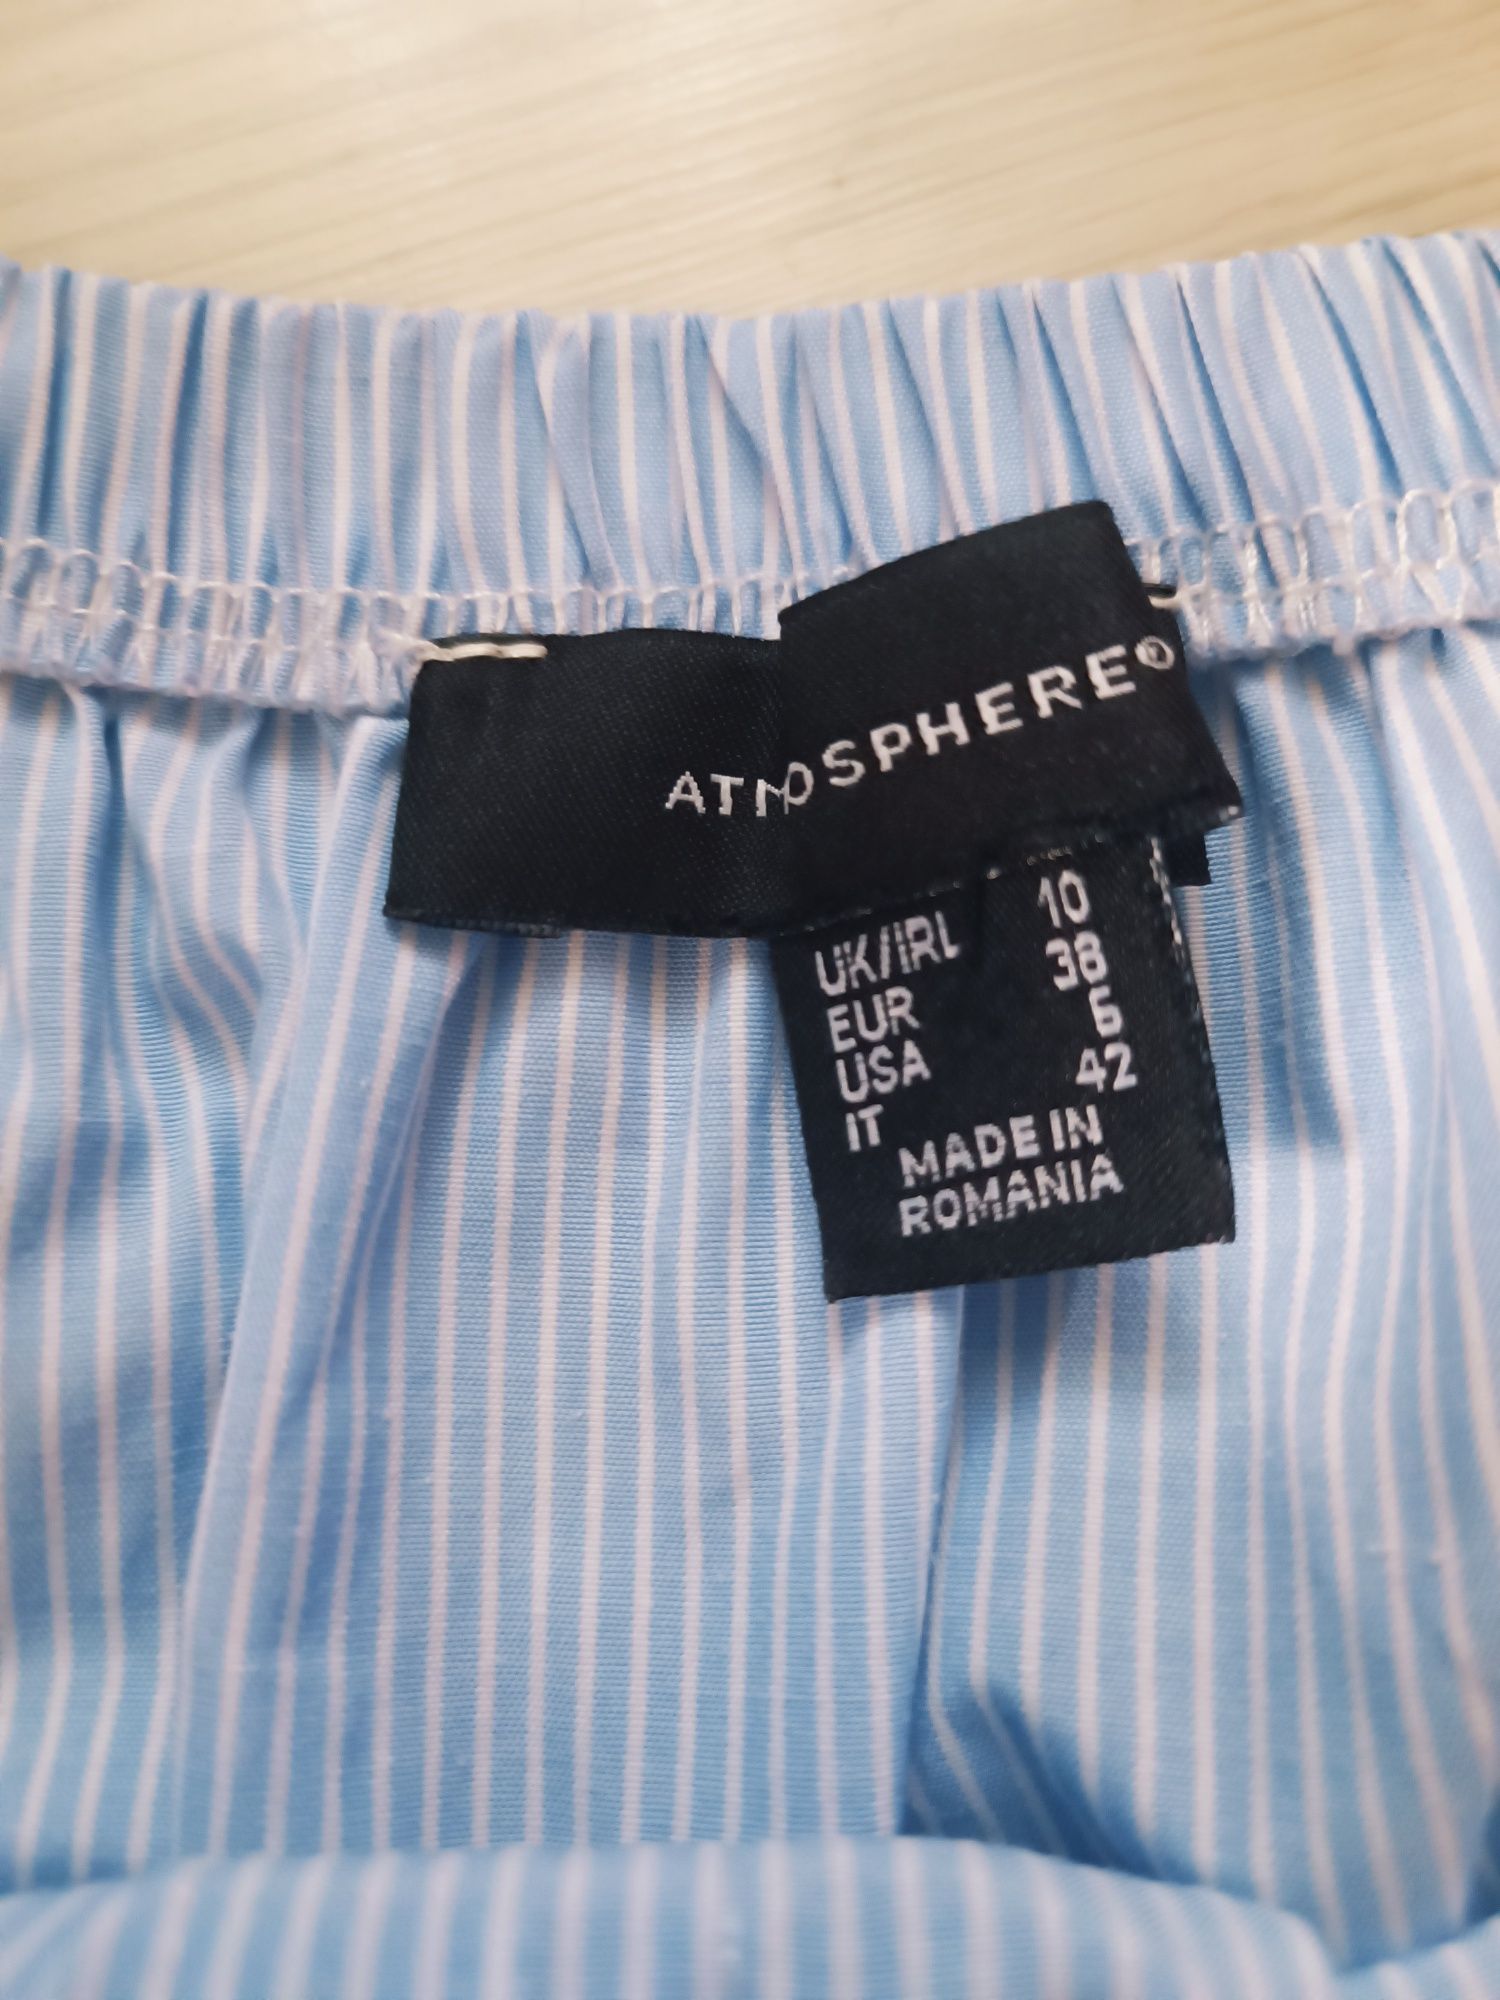 ATMOSPHERE®
UK/IRL 10
EUR 38
USA 6
IT 42
MADE IN
ROMANIA